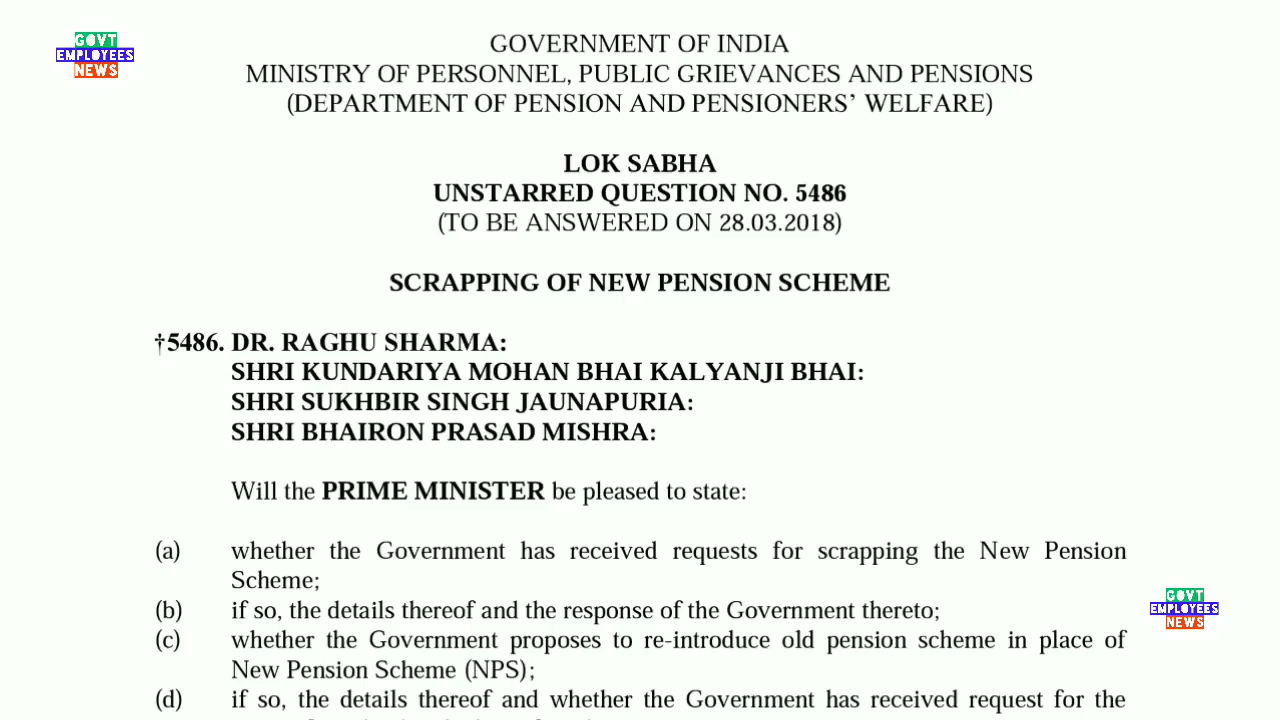 GOVT
EMPLOYEES
NEWS
GOVERNMENT OF INDIA
MINISTRY OF PERSONNEL, PUBLIC GRIEVANCES AND PENSIONS
(DEPARTMENT OF PENSION AND PENSIONERS’ WELFARE)
LOK SABHA
UNSTARRED QUESTION NO. 5486
(TO BE ANSWERED ON 28.03.2018)
SCRAPPING OF NEW PENSION SCHEME
†5486. DR. RAGHU SHARMA:
SHRI KUNDARIYA MOHAN BHAI KALYANJI BHAI:
SHRI SUKHBIR SINGH JAUNAPURIA:
SHRI BHAIRON PRASAD MISHRA:
Will the PRIME MINISTER be pleased to state:
(a) whether the Government has received requests for scrapping the New Pension
Scheme;
(b) if so, the details thereof and the response of the Government thereto;
(c) whether the Government proposes to re-introduce old pension scheme in place of
New Pension Scheme (NPS);
(d) if so, the details thereof and whether the Government has received request for the
GOVT
EMPLOYEES
NEWS